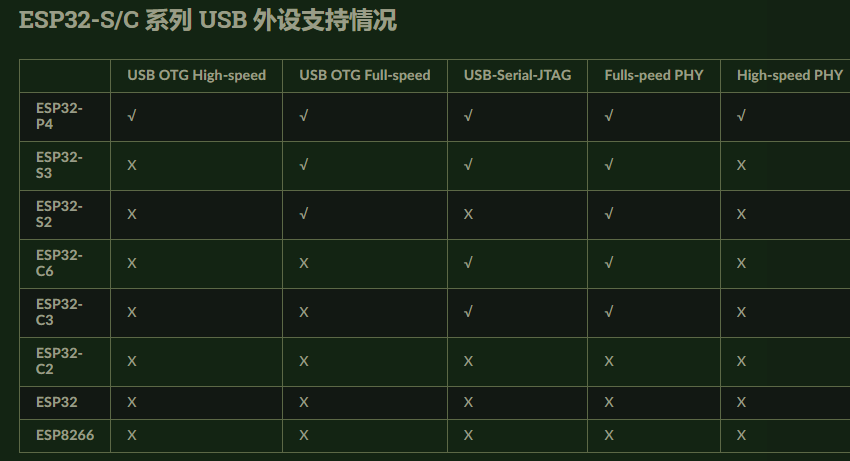 ESP32-S/C 系列 USB 外设支持情况
USB OTG High-speed USB OTG Full-speed USB-Serial-JTAG Fulls-peed PHY High-speed PHY
ESP32-
P4 √ √ √ √ √
ESP32-
S3 X √ √ √ X
ESP32-
S2 X √ X √ X
ESP32-
C6 X X √ √ X
ESP32-
C3 X X √ √ X
ESP32-
C2 X X X X X
ESP32 X X X X X
ESP8266 X X X X X